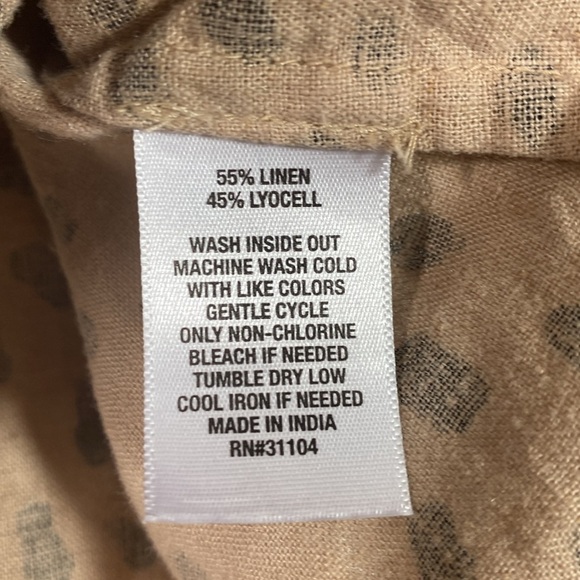 55% LINEN
45% LYOCELL
WASH INSIDE OUT
MACHINE WASH COLD
WITH LIKE COLORS
GENTLE CYCLE
ONLY NON-CHLORINE
BLEACH IF NEEDED
TUMBLE DRY LOW
COOL IRON IF NEEDED
MADE IN INDIA
RN#31104